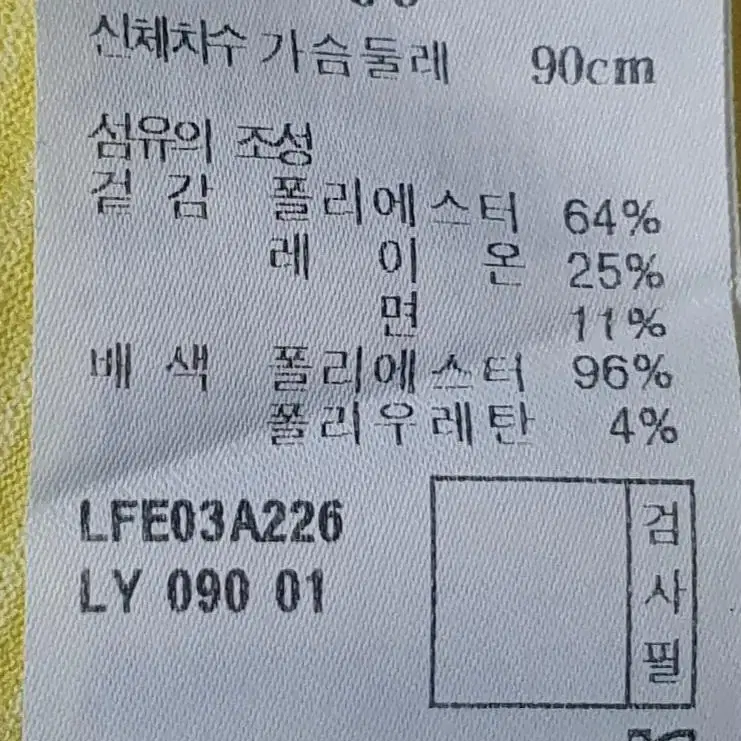 신체치수 가슴둘레 90cm
섬유의 조성
겉 감 폴리에스터 64%
레 이 온 25%
면 11%
배 색 폴리에스터 96%
폴리우레탄 4%
LFE03A226
LY 090 01
검사필